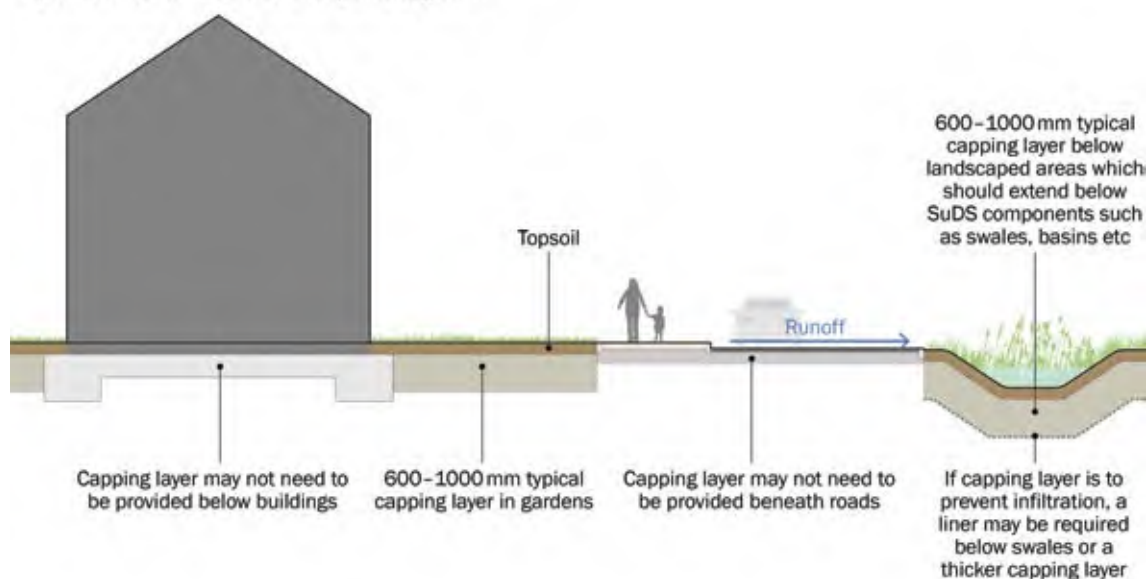 600–1000 mm typical
capping layer below
landscaped areas which
should extend below
SuDS components such
as swales, basins etc
Topsoil
Runoff
Capping layer may not need to
be provided below buildings
600–1000 mm typical
capping layer in gardens
Capping layer may not need to
be provided beneath roads
If capping layer is to
prevent infiltration, a
liner may be required
below swales or a
thicker capping layer